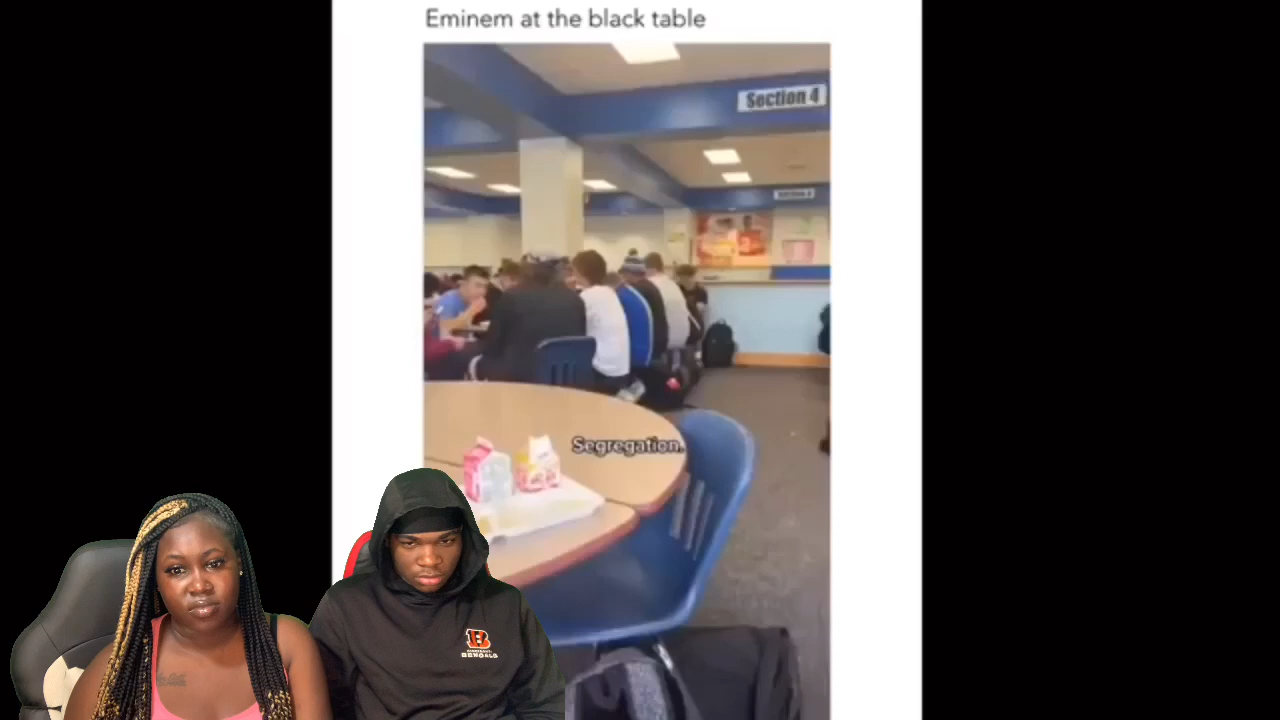 Eminem at the black table
Section 4
Segregation.
BENGALS